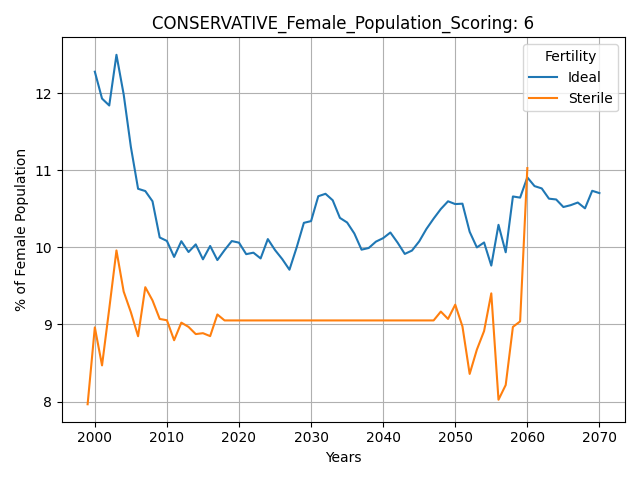 CONSERVATIVE_Female_Population_Scoring: 6
Fertility
Ideal
Sterile
% of Female Population
12
11
10
9
8
2000 2010 2020 2030 2040 2050 2060 2070
Years